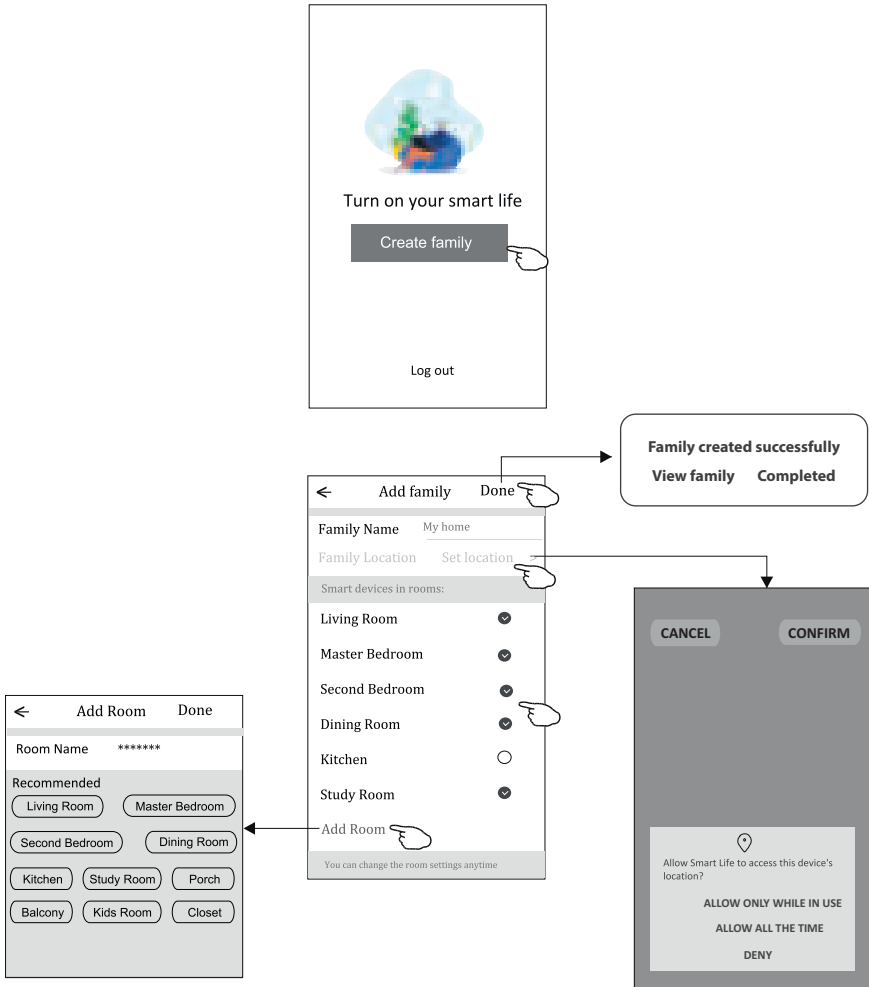 Turn on your smart life
Create family
Log out
Family created successfully
View family Completed
Add family Done
Family Name My home
Family Location Set location >
Smart devices in rooms:
Living Room
Master Bedroom
Second Bedroom
Dining Room
Kitchen
Study Room
Add Room
You can change the room settings anytime
CANCEL CONFIRM
Allow Smart Life to access this device's
location?
ALLOW ONLY WHILE IN USE
ALLOW ALL THE TIME
DENY
Add Room Done
Room Name *******
Recommended
Living Room Master Bedroom
Second Bedroom Dining Room
Kitchen Study Room Porch
Balcony Kids Room Closet